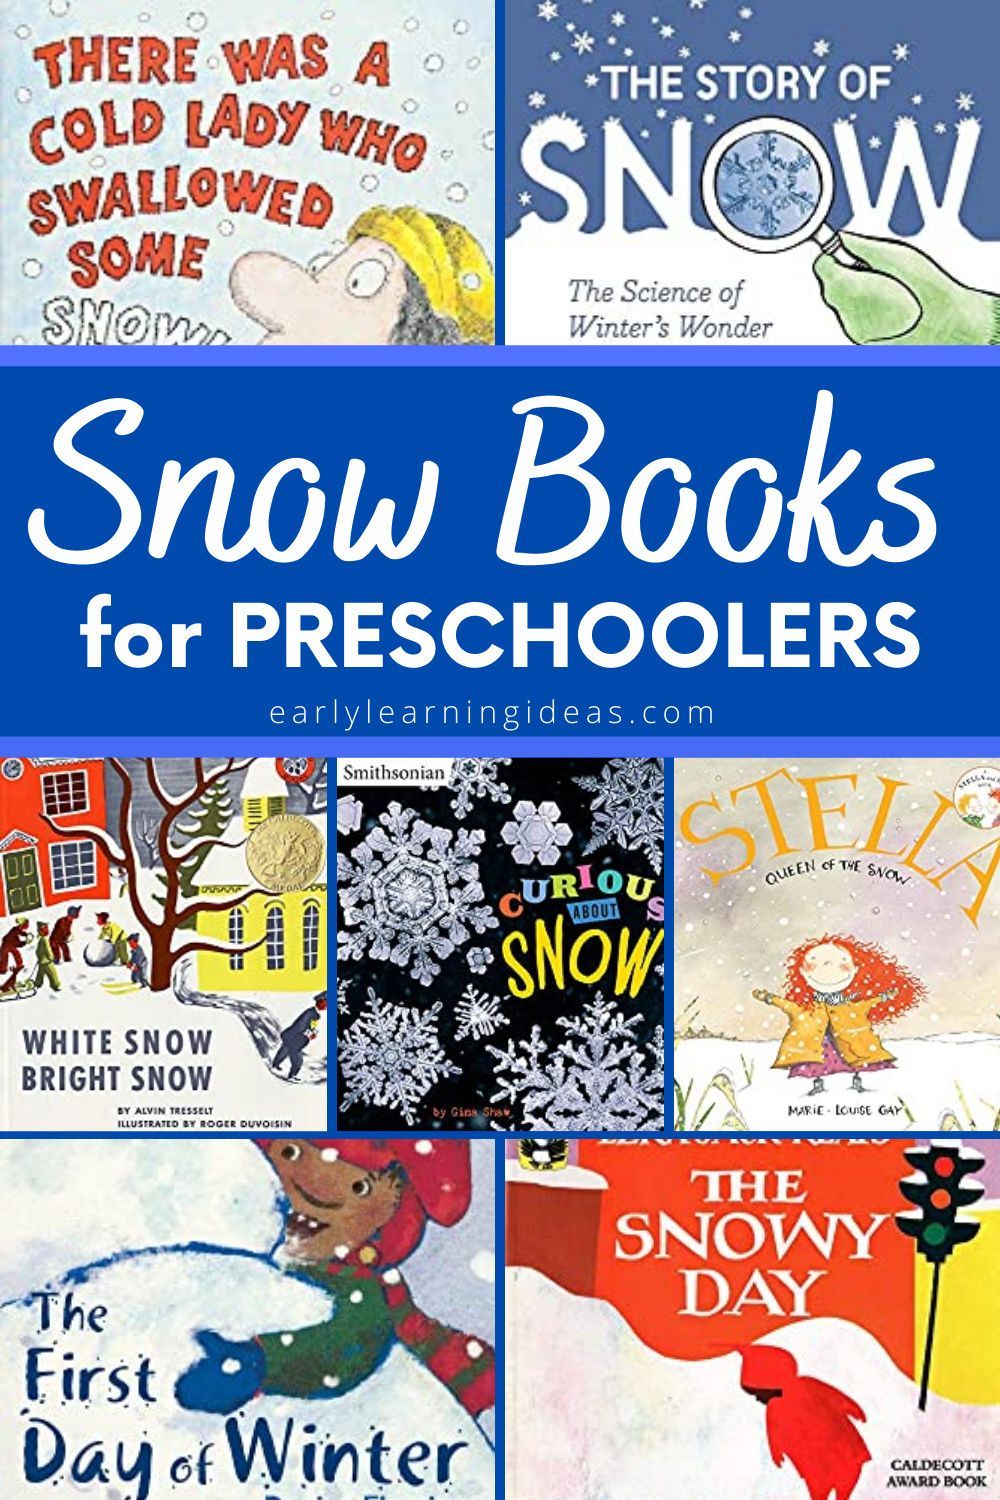 THERE WAS A
COLD LADY WHO
SWALLOWED
SOME
SNOW!
THE STORY OF
SNOW
The Science of
Winter's Wonder
Snow Books
for PRESCHOOLERS
earlylearningideas.com
WHITE SNOW
BRIGHT SNOW
BY ALVIN TRESSELT
ILLUSTRATED BY ROGER DUVOISIN
Smithsonian
CURIOUS
ABOUT
SNOW
by Gina Shaw
STELLA
QUEEN OF THE SNOW
MARIE-LOUISE GAY
The
First
Day of Winter
THE
SNOWY
DAY
CALDECOTT
AWARD BOOK